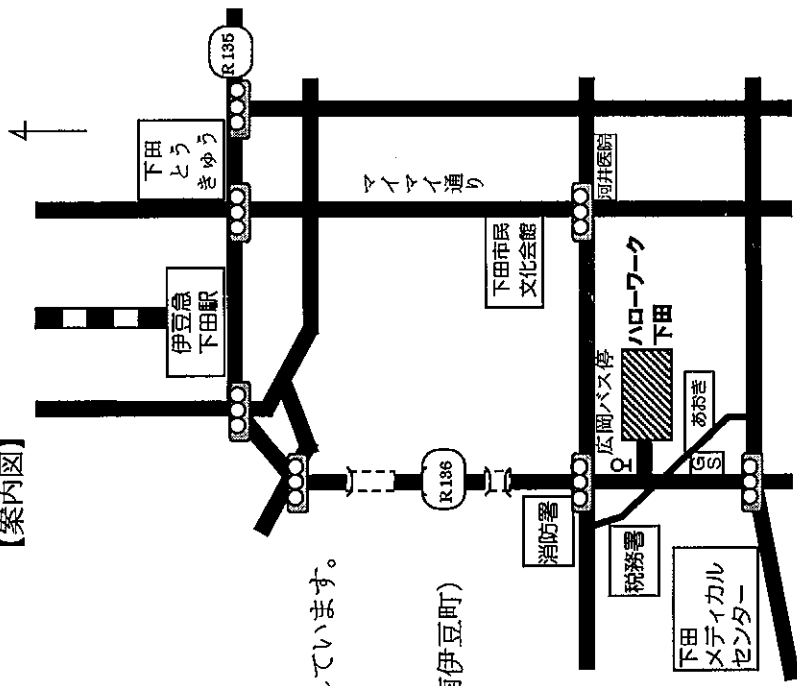 【案内図】
4
R135
下田
とう
きゅう
伊豆急
下田駅
マイマイ通り
下田市民
文化会館
河井医院
R136
広岡バス停
ハローワーク
下田
消防署
あおき
GS
税務署
下田
メディカル
センター
ています。
南伊豆町）